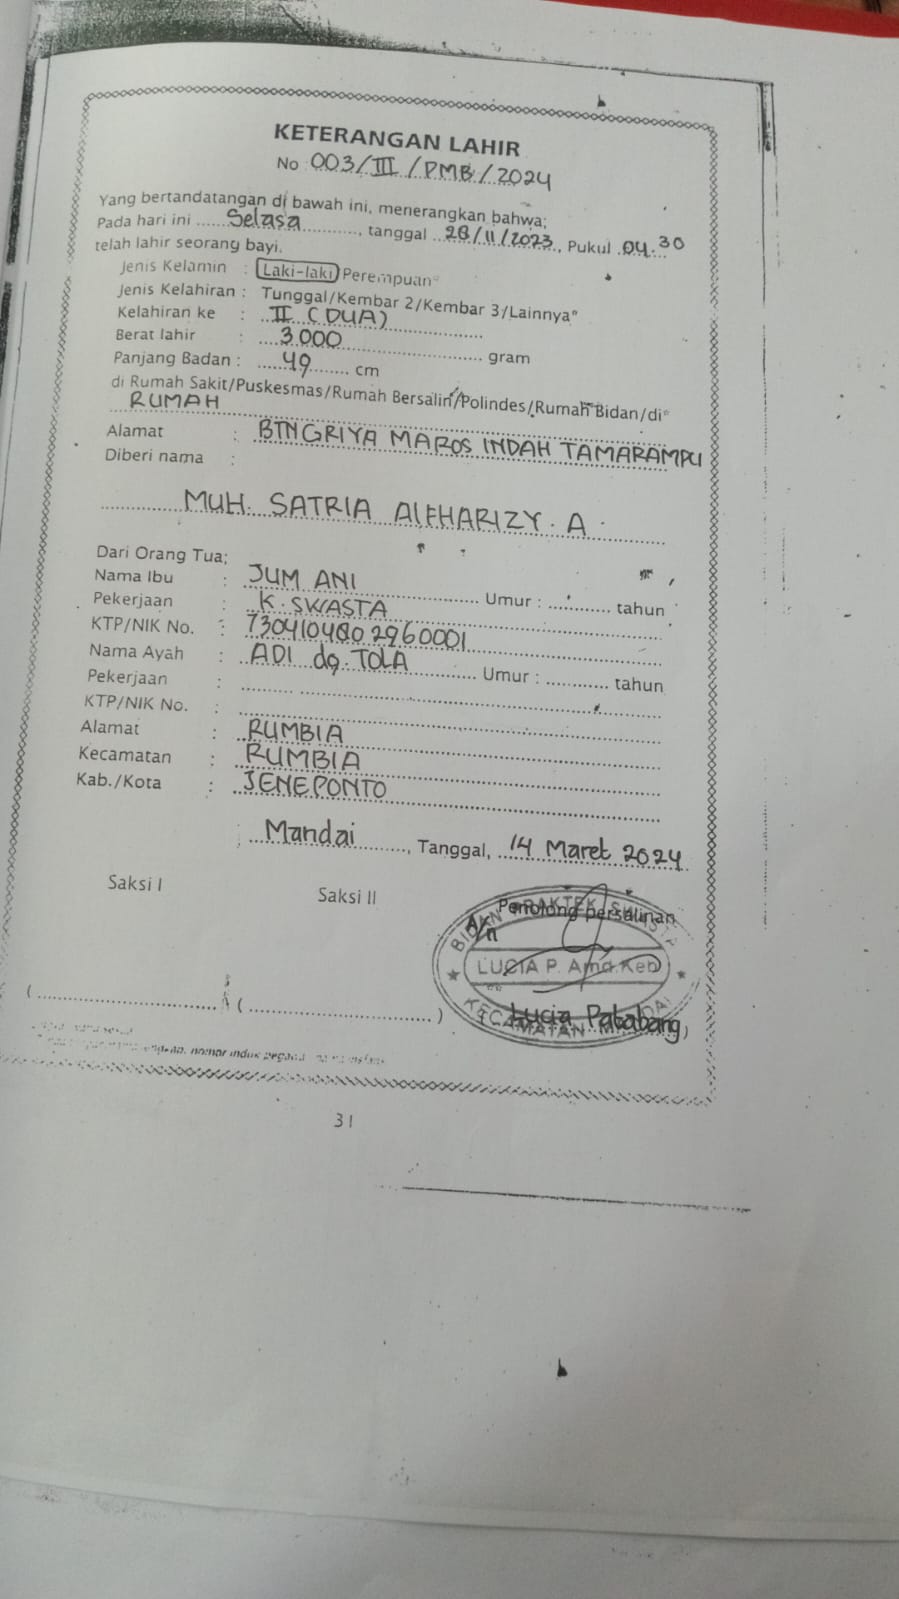 KETERANGAN LAHIR
No 003/III/PMB/2024
Yang bertandatangan di bawah ini, menerangkan bahwa;
Pada hari ini Selasa, tanggal 28/11/2023, Pukul 04.30
telah lahir seorang bayi.
Jenis Kelamin : Laki-laki/Perempuan*
Jenis Kelahiran : Tunggal/Kembar 2/Kembar 3/Lainnya*
Kelahiran ke : II (DUA)
Berat lahir : 3.000 gram
Panjang Badan : 49 cm
di Rumah Sakit/Puskesmas/Rumah Bersalin/Polindes/Rumah Bidan/di*
RUMAH
Alamat : BTN GRIYA MAROS INDAH TAMARAMPU
Diberi nama :
MUH. SATRIA AlFHARIZY. A.
Dari Orang Tua;
Nama Ibu : JUM ANI Umur : tahun
Pekerjaan : K. SWASTA
KTP/NIK No. : 7304104802960001
Nama Ayah : ADI dg. TOLA Umur : tahun
Pekerjaan :
KTP/NIK No. :
Alamat : RUMBIA
Kecamatan : RUMBIA
Kab./Kota : JENEPONTO
Mandai, Tanggal, 14 Maret 2024
Saksi I Saksi II Penolong persalinan
A/n
BIDAN PRAKTEK SWASTA
LUCIA P. Amd.Keb
KECAMATAN MANDAI
( ) ( ) ( Lucia Patabang )
31